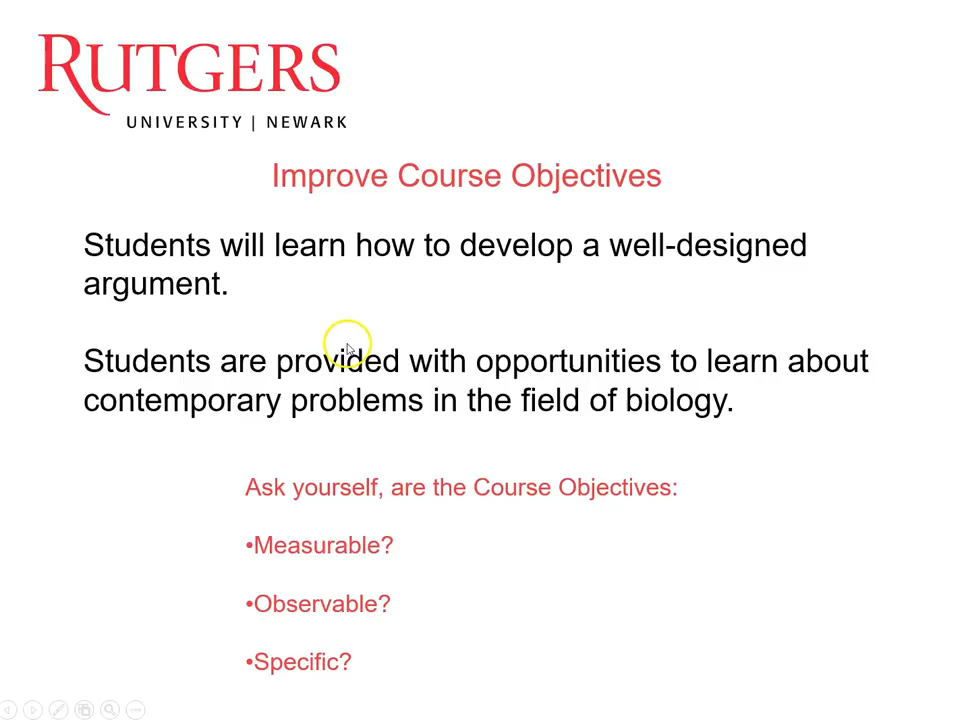 RUTGERS
UNIVERSITY | NEWARK
Improve Course Objectives
Students will learn how to develop a well-designed
argument.
Students are provided with opportunities to learn about
contemporary problems in the field of biology.
Ask yourself, are the Course Objectives:
•Measurable?
•Observable?
•Specific?